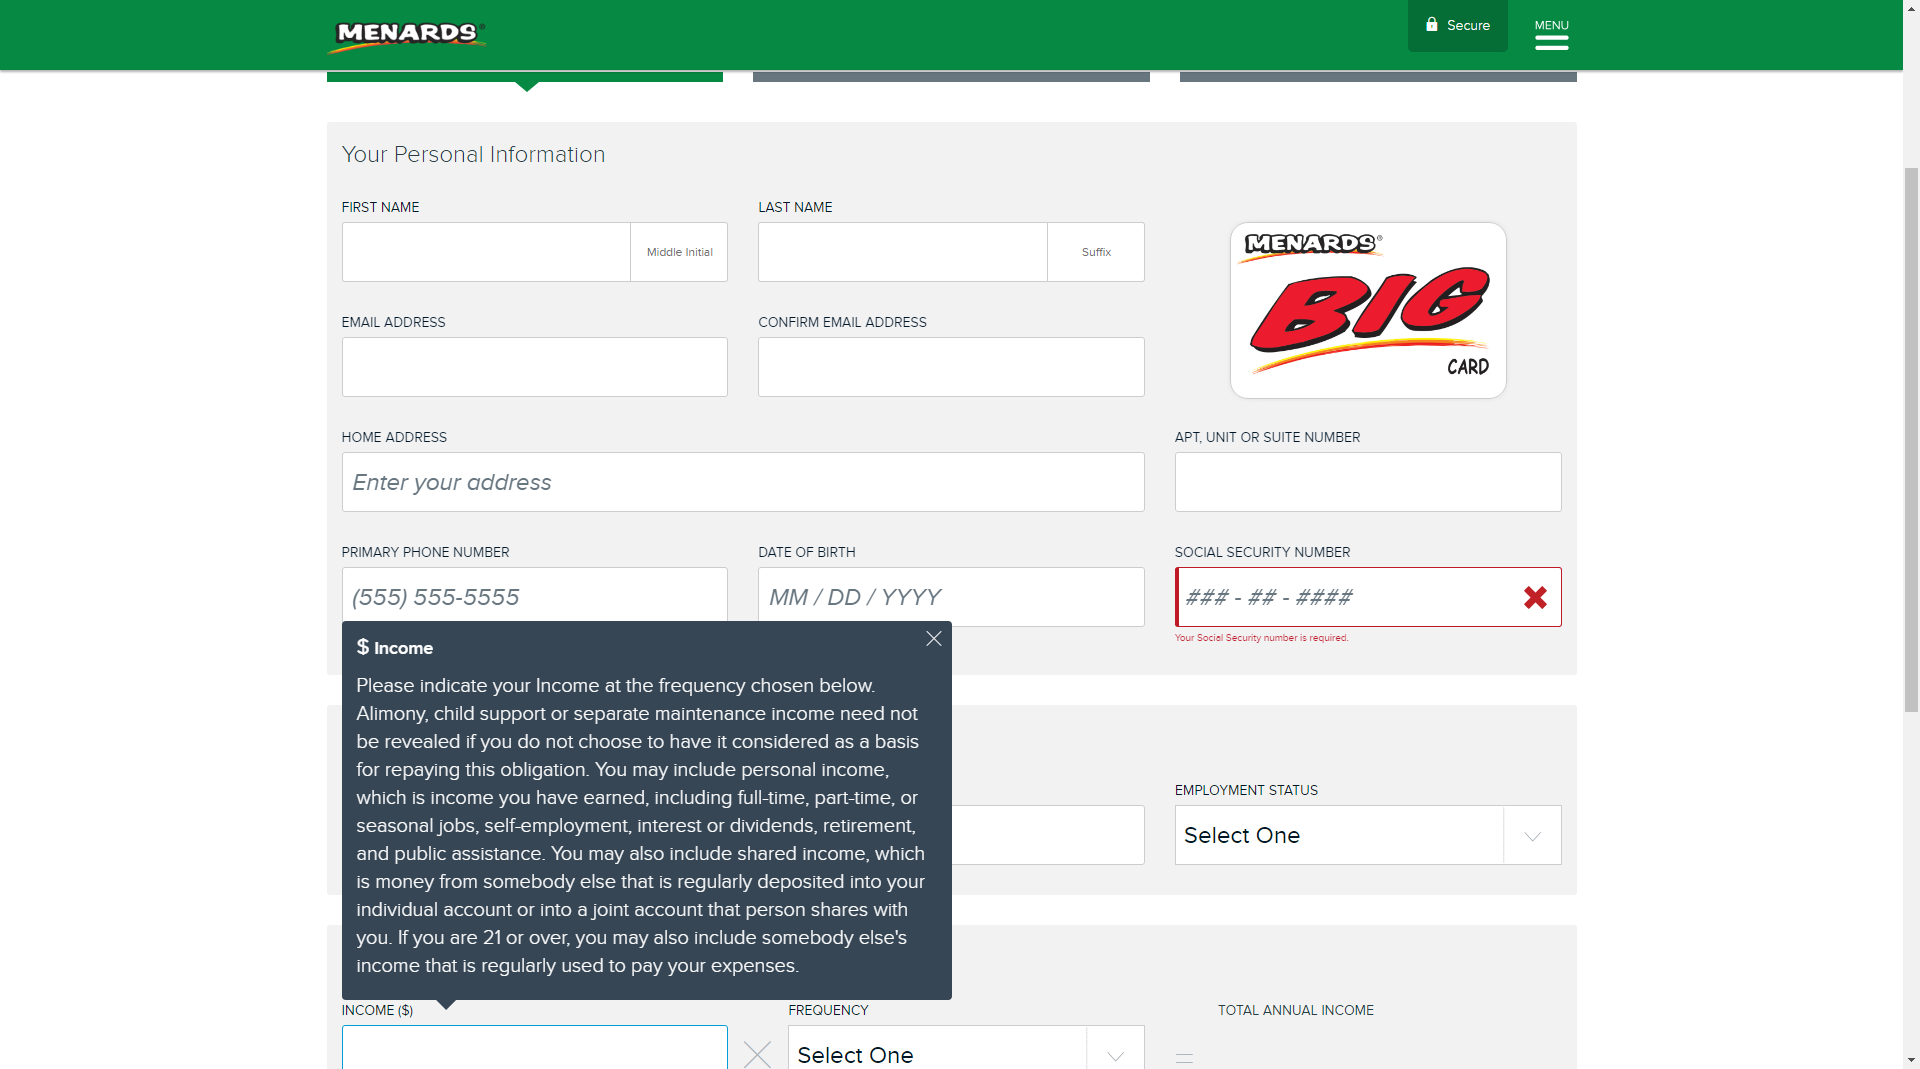 MENARDS®
Secure
MENU
Your Personal Information
FIRST NAME
LAST NAME
Middle Initial
Suffix
MENARDS®
BIG
CARD
EMAIL ADDRESS
CONFIRM EMAIL ADDRESS
HOME ADDRESS
APT, UNIT OR SUITE NUMBER
Enter your address
PRIMARY PHONE NUMBER
DATE OF BIRTH
SOCIAL SECURITY NUMBER
(555) 555-5555
MM / DD / YYYY
### - ## - ####
Your Social Security number is required.
$ Income
Please indicate your Income at the frequency chosen below.
Alimony, child support or separate maintenance income need not
be revealed if you do not choose to have it considered as a basis
for repaying this obligation. You may include personal income,
which is income you have earned, including full-time, part-time, or
seasonal jobs, self-employment, interest or dividends, retirement,
and public assistance. You may also include shared income, which
is money from somebody else that is regularly deposited into your
individual account or into a joint account that person shares with
you. If you are 21 or over, you may also include somebody else's
income that is regularly used to pay your expenses.
EMPLOYMENT STATUS
Select One
INCOME ($)
FREQUENCY
TOTAL ANNUAL INCOME
Select One
=